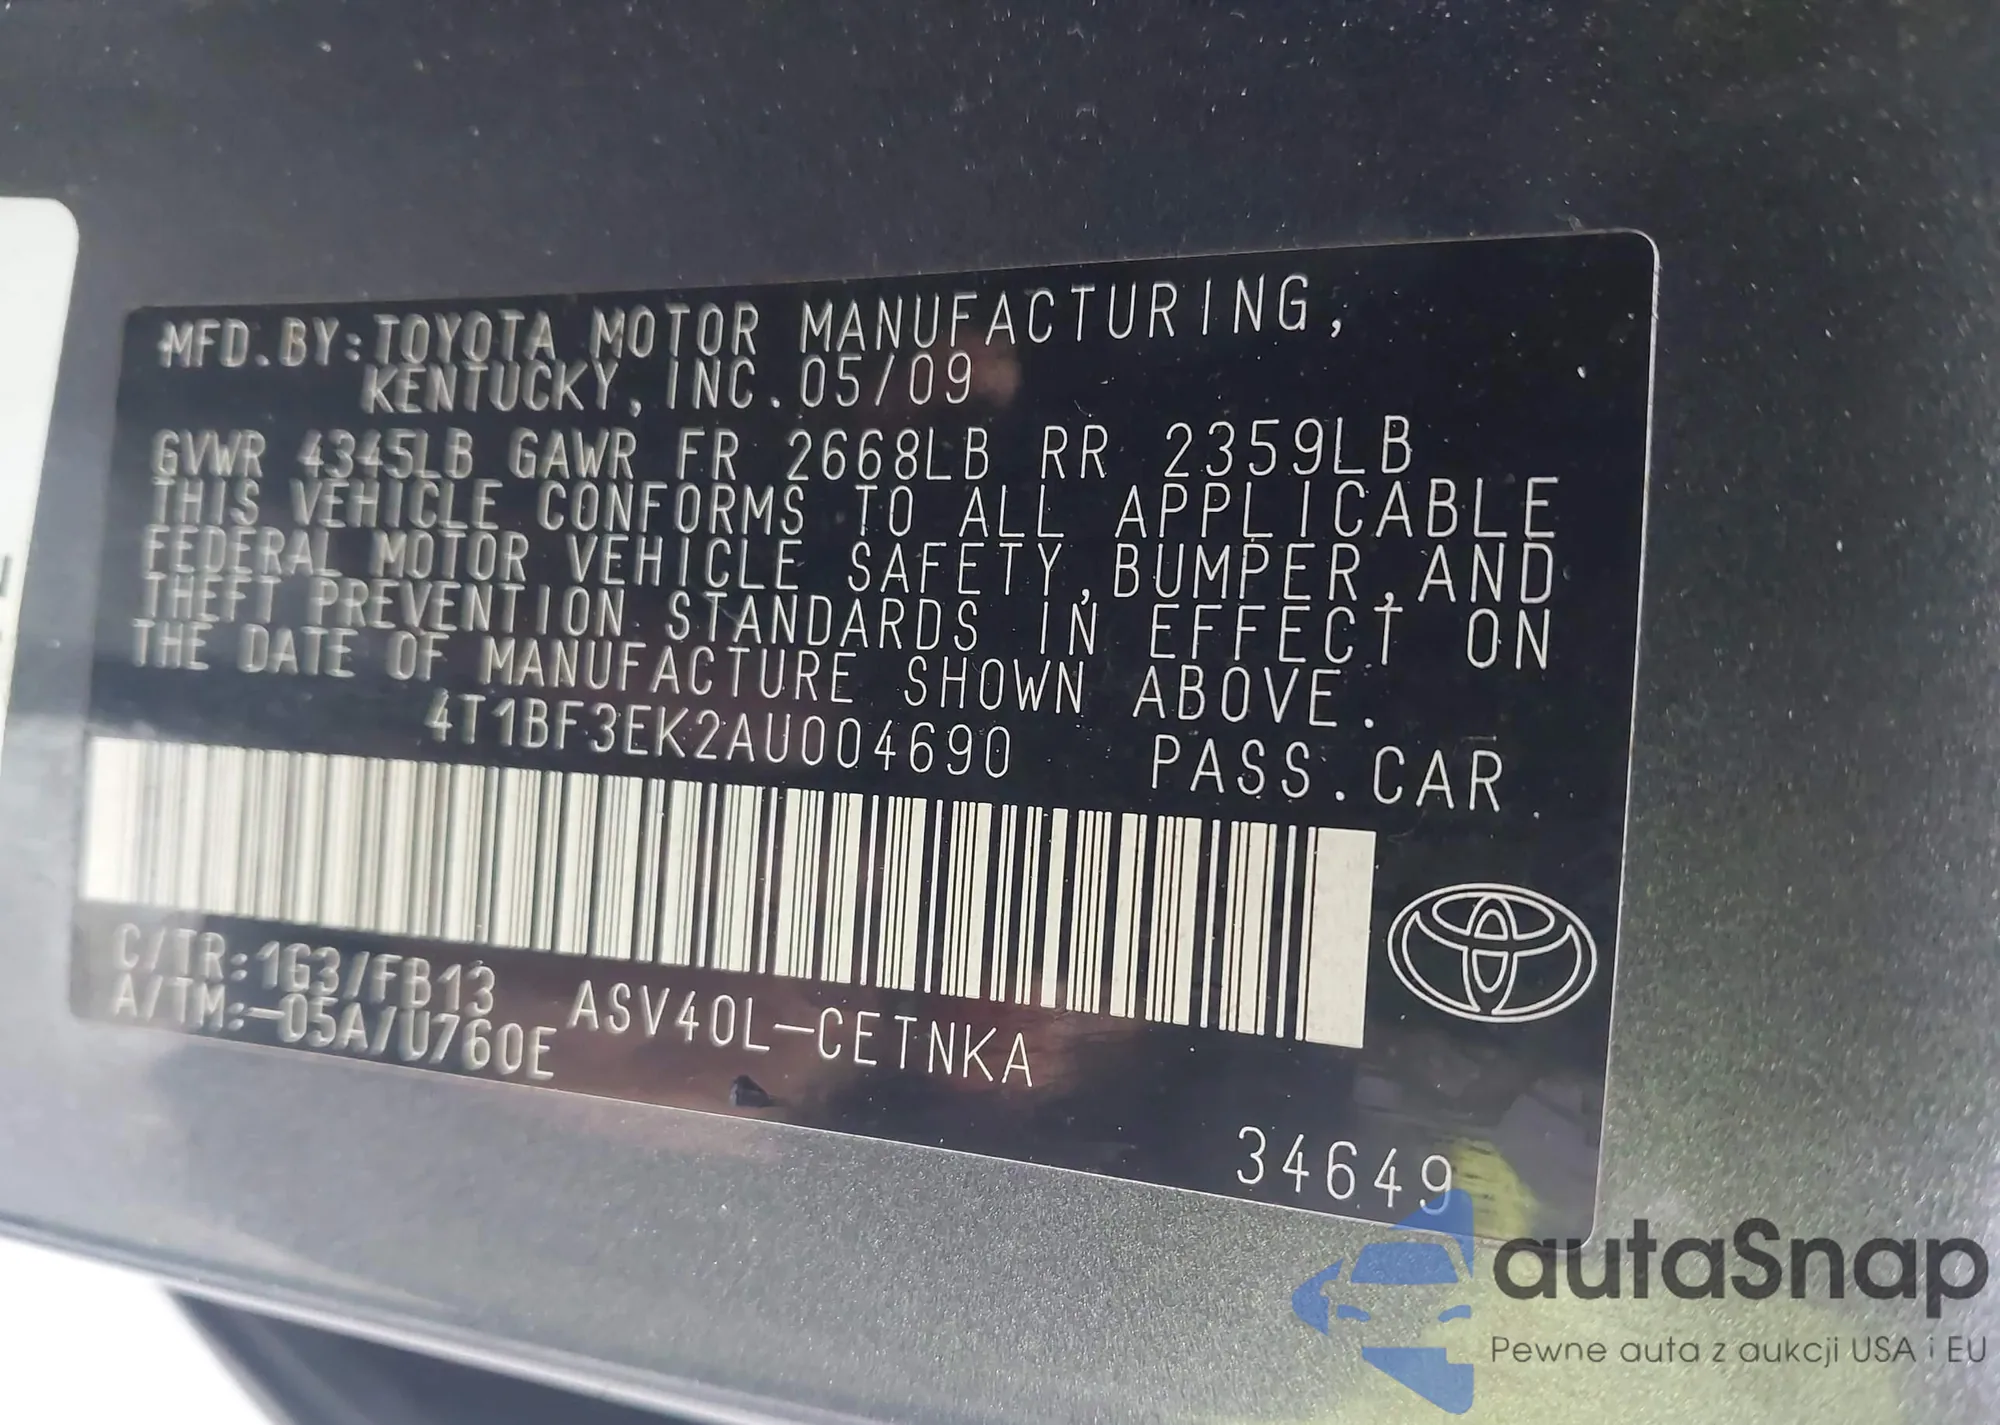 MFD.BY:TOYOTA MOTOR MANUFACTURING,
KENTUCKY, INC. 05/09
GVWR 4345LB GAWR FR 2668LB RR 2359LB
THIS VEHICLE CONFORMS TO ALL APPLICABLE
FEDERAL MOTOR VEHICLE SAFETY,BUMPER,AND
THEFT PREVENTION STANDARDS IN EFFECT ON
THE DATE OF MANUFACTURE SHOWN ABOVE.
4T1BF3EK2AU004690 PASS.CAR
C/TR:1G3/FB13 ASV40L-CETNKA
A/TM:-05A/U760E
34649
autaSnap
Pewne auta z aukcji USA i EU